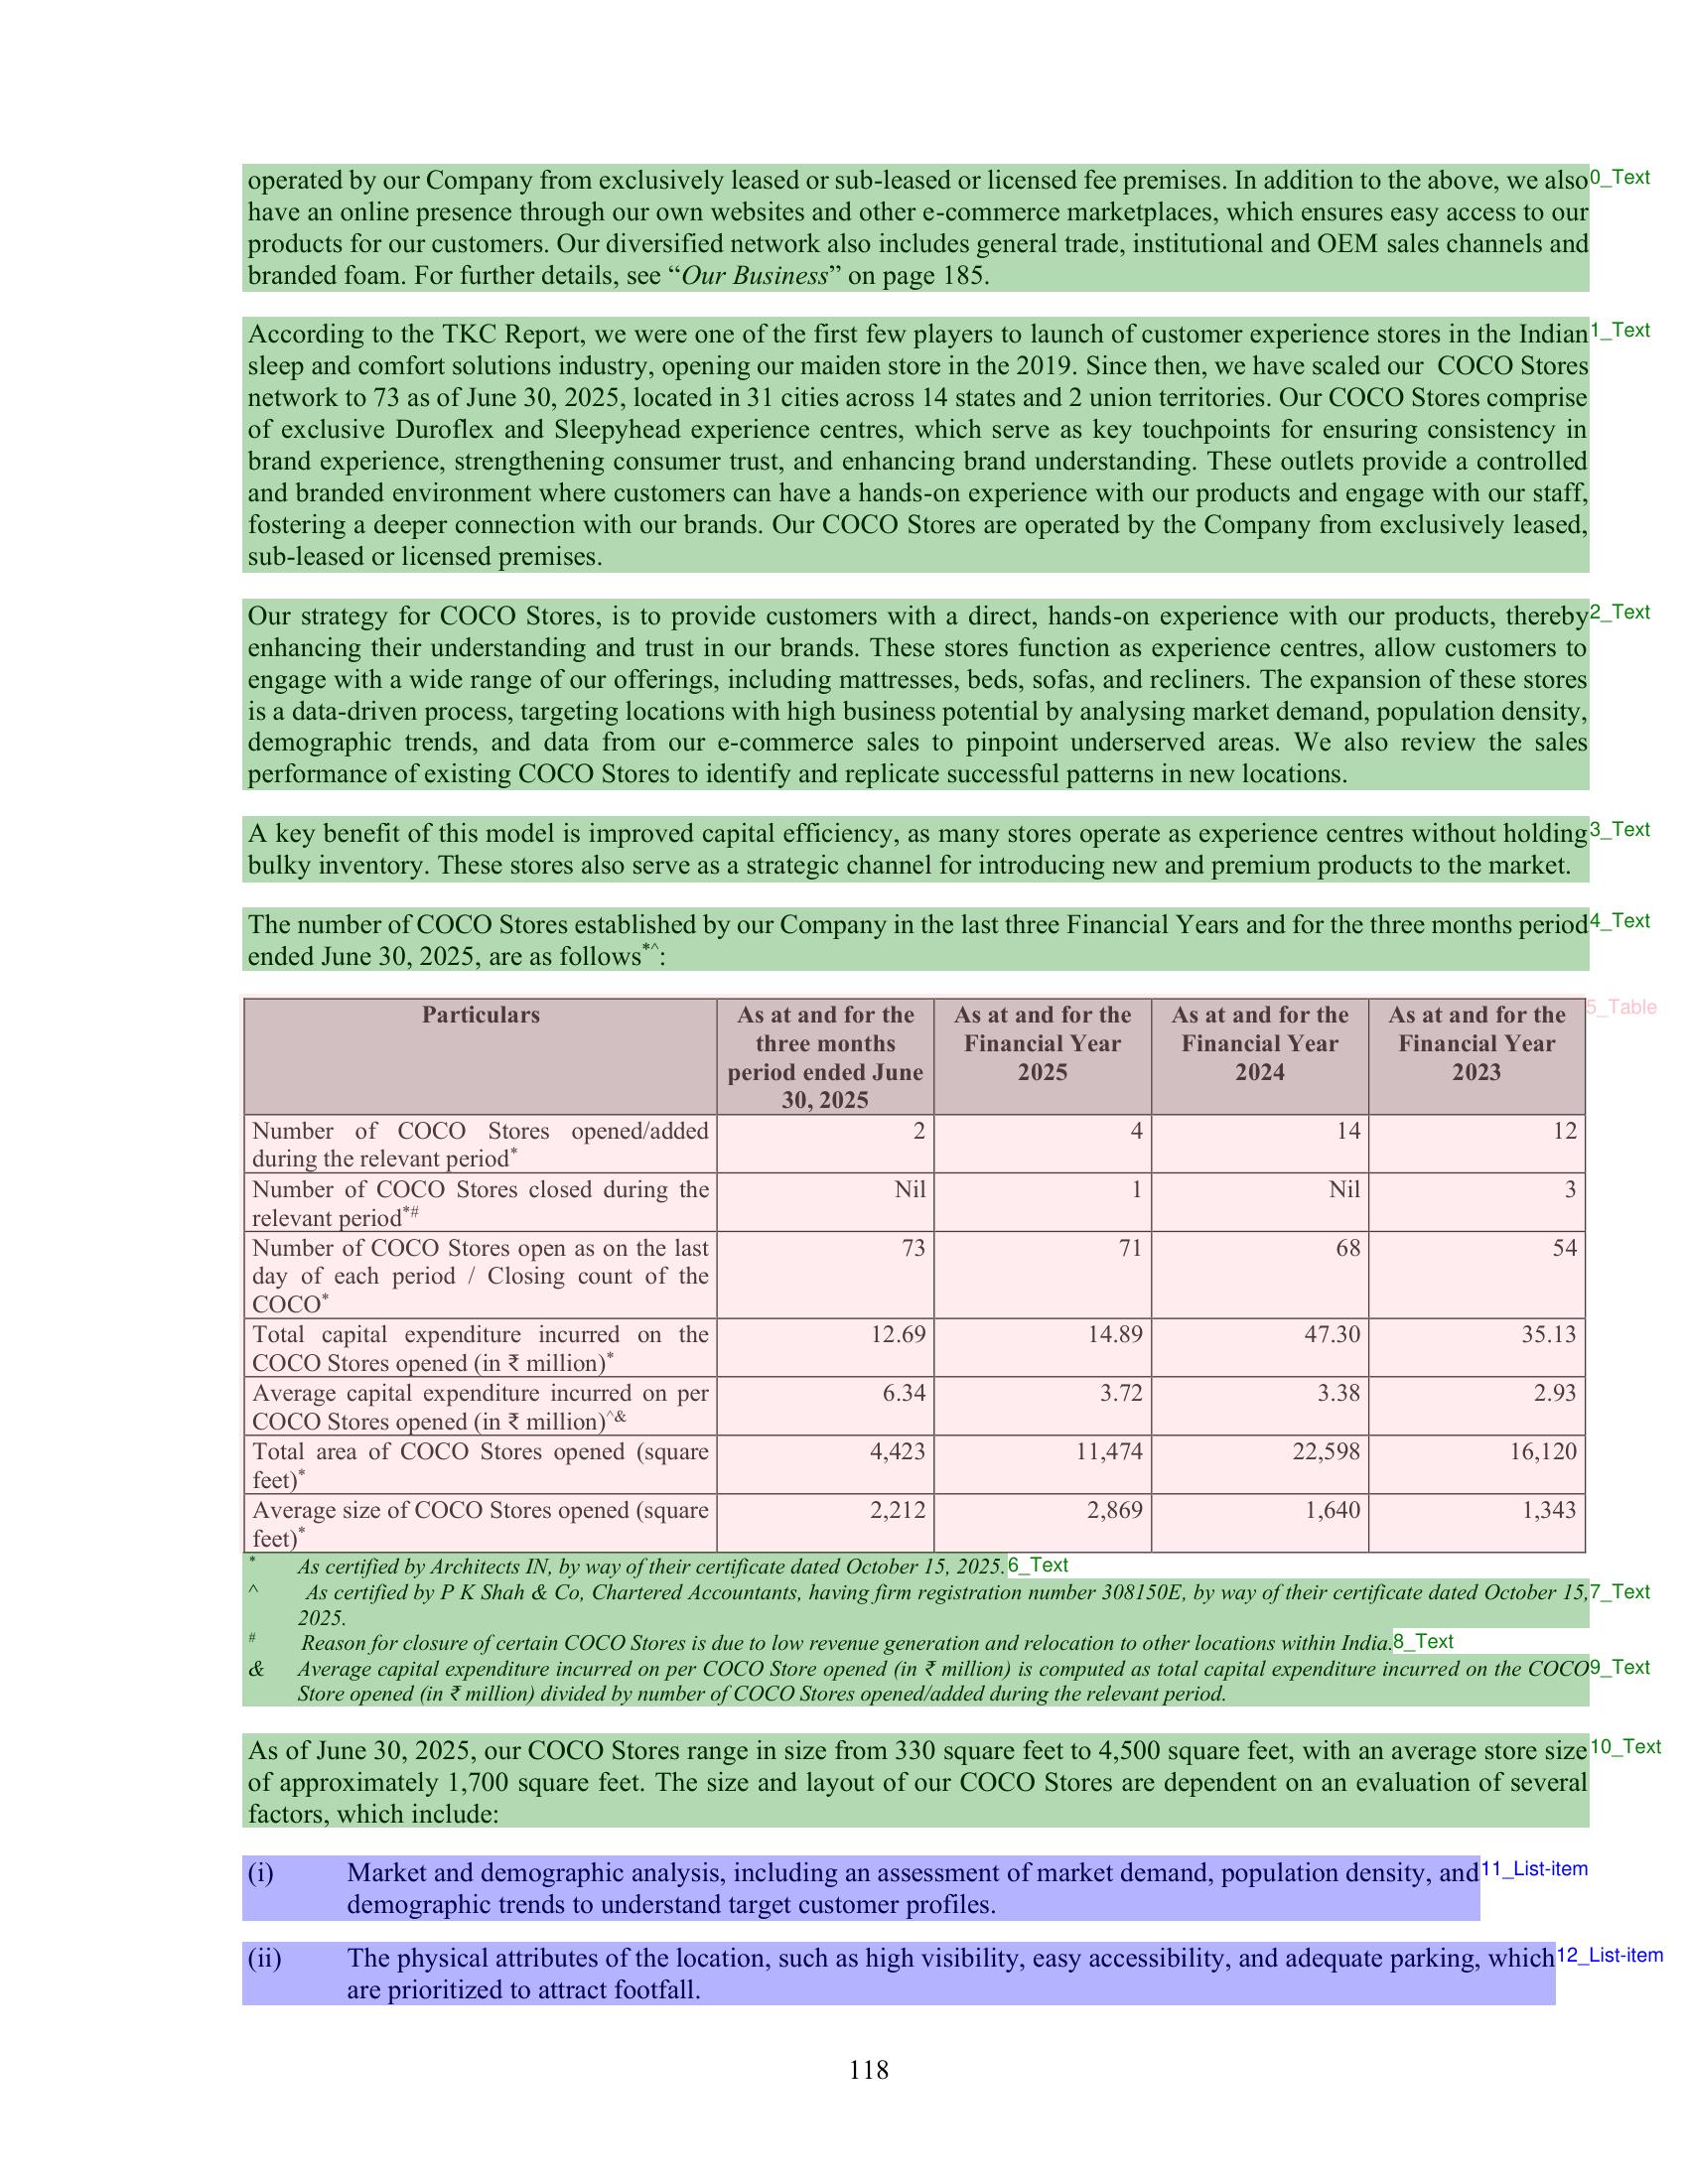 operated by our Company from exclusively leased or sub-leased or licensed fee premises. In addition to the above, we also 0_Text
have an online presence through our own websites and other e-commerce marketplaces, which ensures easy access to our
products for our customers. Our diversified network also includes general trade, institutional and OEM sales channels and
branded foam. For further details, see “Our Business” on page 185.
According to the TKC Report, we were one of the first few players to launch of customer experience stores in the Indian 1_Text
sleep and comfort solutions industry, opening our maiden store in the 2019. Since then, we have scaled our COCO Stores
network to 73 as of June 30, 2025, located in 31 cities across 14 states and 2 union territories. Our COCO Stores comprise
of exclusive Duroflex and Sleepyhead experience centres, which serve as key touchpoints for ensuring consistency in
brand experience, strengthening consumer trust, and enhancing brand understanding. These outlets provide a controlled
and branded environment where customers can have a hands-on experience with our products and engage with our staff,
fostering a deeper connection with our brands. Our COCO Stores are operated by the Company from exclusively leased,
sub-leased or licensed premises.
Our strategy for COCO Stores, is to provide customers with a direct, hands-on experience with our products, thereby 2_Text
enhancing their understanding and trust in our brands. These stores function as experience centres, allow customers to
engage with a wide range of our offerings, including mattresses, beds, sofas, and recliners. The expansion of these stores
is a data-driven process, targeting locations with high business potential by analysing market demand, population density,
demographic trends, and data from our e-commerce sales to pinpoint underserved areas. We also review the sales
performance of existing COCO Stores to identify and replicate successful patterns in new locations.
A key benefit of this model is improved capital efficiency, as many stores operate as experience centres without holding 3_Text
bulky inventory. These stores also serve as a strategic channel for introducing new and premium products to the market.
The number of COCO Stores established by our Company in the last three Financial Years and for the three months period 4_Text
ended June 30, 2025, are as follows*^:
5_Table
Particulars As at and for the three months period ended June 30, 2025 As at and for the Financial Year 2025 As at and for the Financial Year 2024 As at and for the Financial Year 2023
Number of COCO Stores opened/added during the relevant period* 2 4 14 12
Number of COCO Stores closed during the relevant period*# Nil 1 Nil 3
Number of COCO Stores open as on the last day of each period / Closing count of the COCO* 73 71 68 54
Total capital expenditure incurred on the COCO Stores opened (in ₹ million)* 12.69 14.89 47.30 35.13
Average capital expenditure incurred on per COCO Stores opened (in ₹ million)^& 6.34 3.72 3.38 2.93
Total area of COCO Stores opened (square feet)* 4,423 11,474 22,598 16,120
Average size of COCO Stores opened (square feet)* 2,212 2,869 1,640 1,343
* As certified by Architects IN, by way of their certificate dated October 15, 2025. 6_Text
^ As certified by P K Shah & Co, Chartered Accountants, having firm registration number 308150E, by way of their certificate dated October 15, 7_Text
2025.
# Reason for closure of certain COCO Stores is due to low revenue generation and relocation to other locations within India. 8_Text
& Average capital expenditure incurred on per COCO Store opened (in ₹ million) is computed as total capital expenditure incurred on the COCO 9_Text
Store opened (in ₹ million) divided by number of COCO Stores opened/added during the relevant period.
As of June 30, 2025, our COCO Stores range in size from 330 square feet to 4,500 square feet, with an average store size 10_Text
of approximately 1,700 square feet. The size and layout of our COCO Stores are dependent on an evaluation of several
factors, which include:
(i) Market and demographic analysis, including an assessment of market demand, population density, and 11_List-item
demographic trends to understand target customer profiles.
(ii) The physical attributes of the location, such as high visibility, easy accessibility, and adequate parking, which 12_List-item
are prioritized to attract footfall.
118